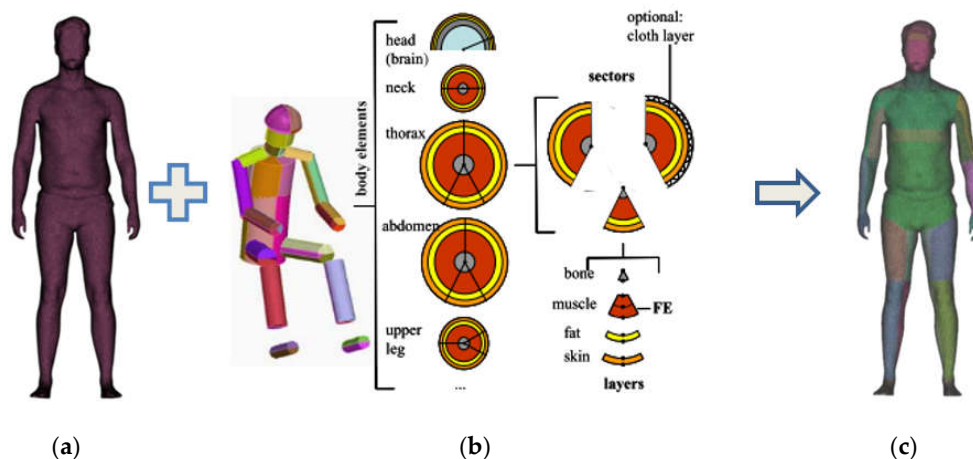 optional:
cloth layer
head
(brain)
sectors
neck
thorax
body elements
abdomen
bone
muscle
FE
upper
leg
fat
skin
...
layers
(a)
(b)
(c)